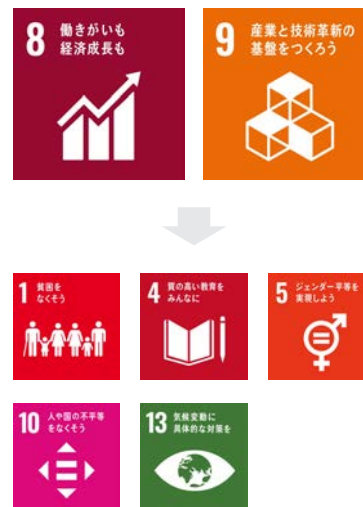 8 働きがいも
経済成長も
9 産業と技術革新の
基盤をつくろう
1 貧困を
なくそう
4 質の高い教育を
みんなに
5 ジェンダー平等を
実現しよう
10 人や国の不平等
をなくそう
13 気候変動に
具体的な対策を